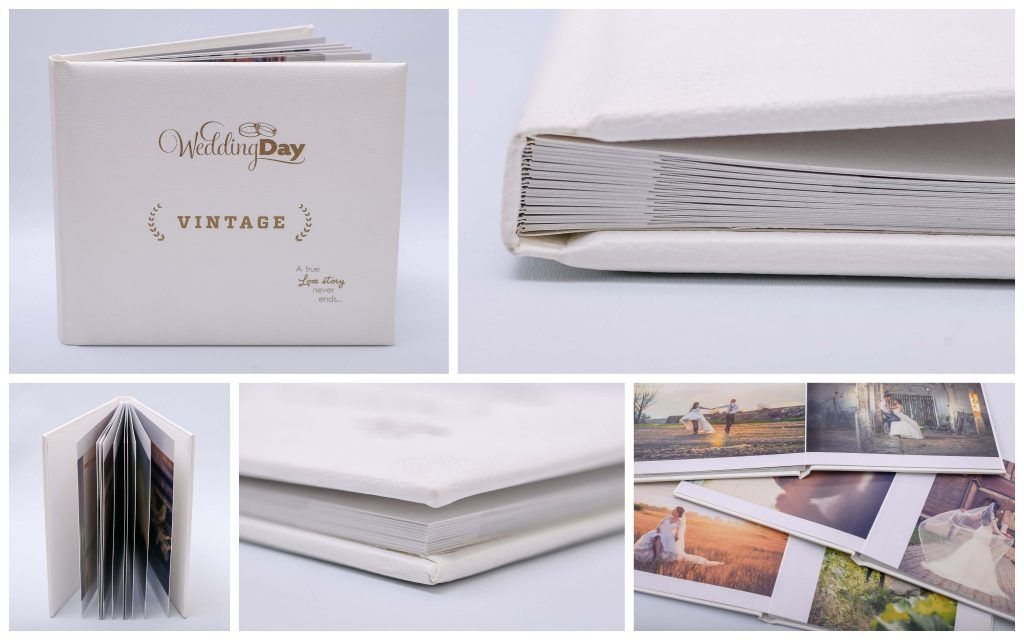 WeddingDay
VINTAGE
A true
Love story
never
ends...